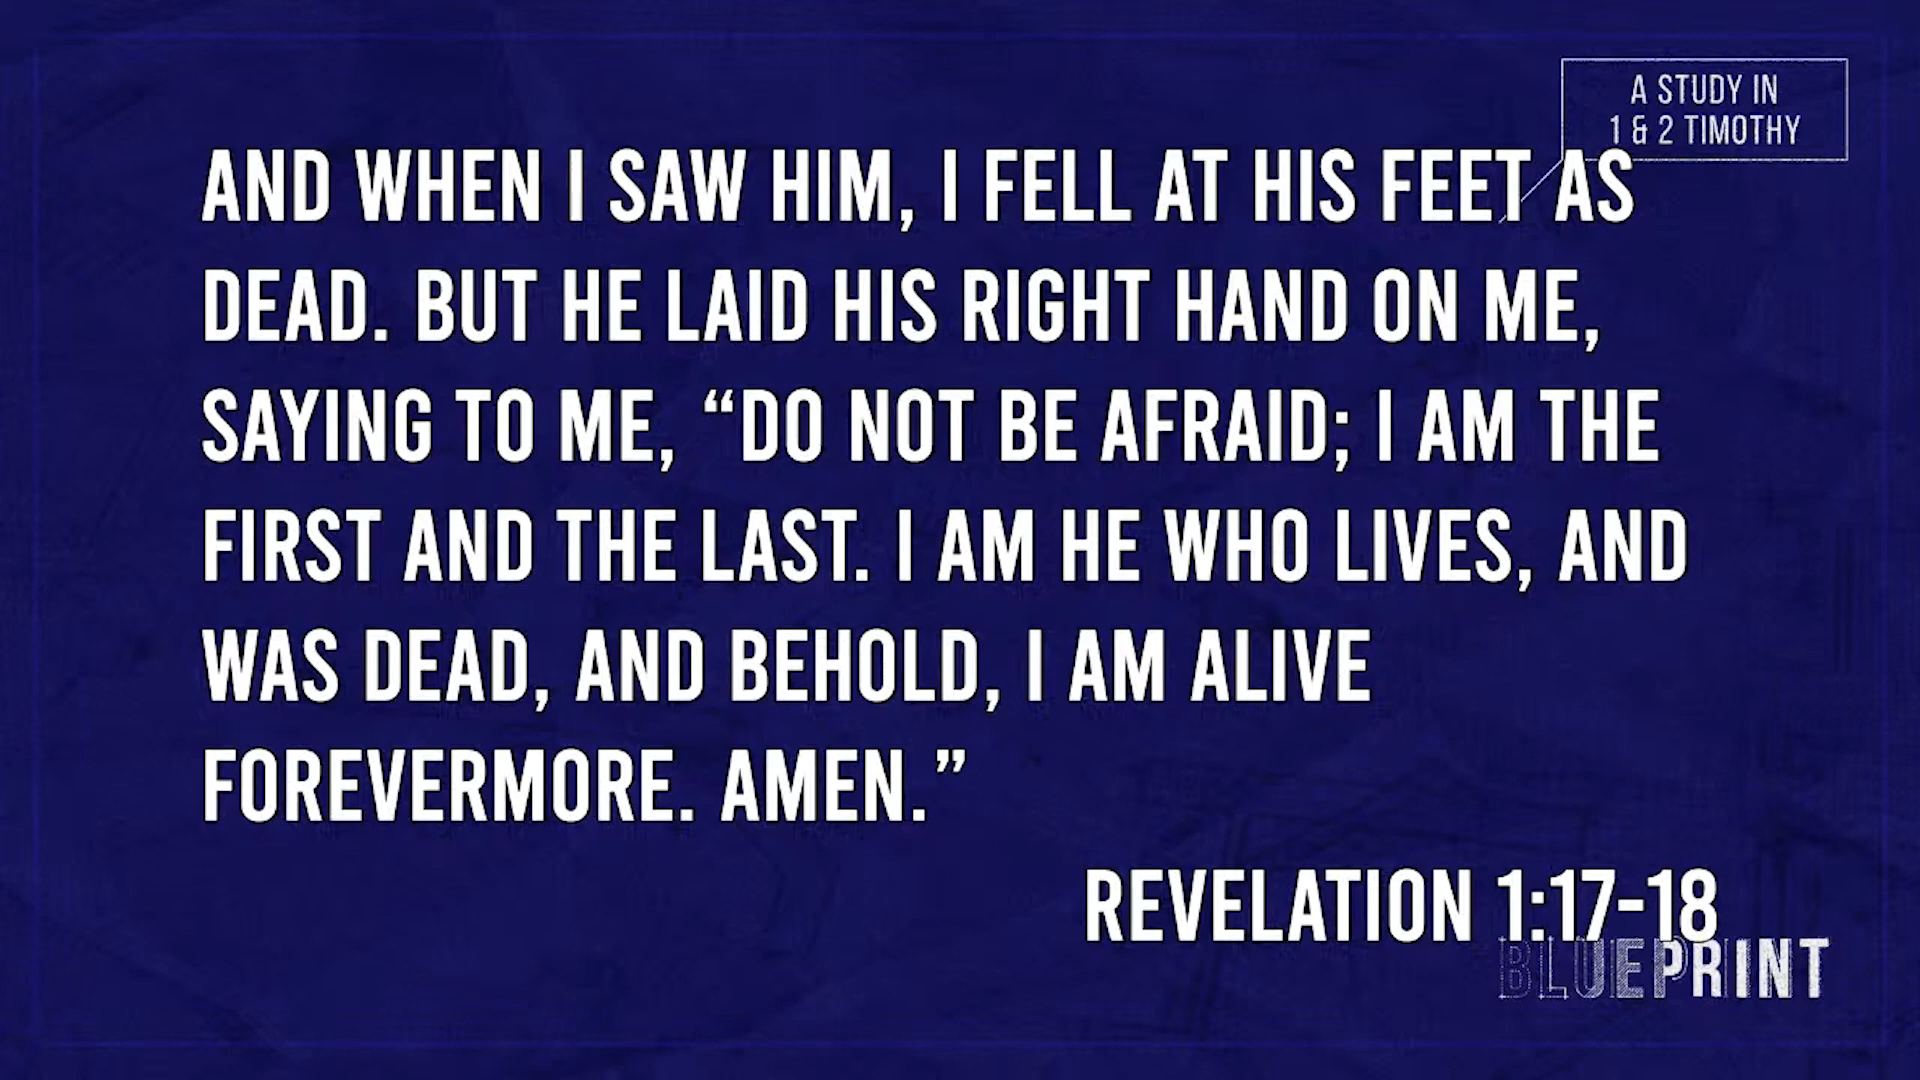 A STUDY IN
1 & 2 TIMOTHY
AND WHEN I SAW HIM, I FELL AT HIS FEET AS
DEAD. BUT HE LAID HIS RIGHT HAND ON ME,
SAYING TO ME, “DO NOT BE AFRAID; I AM THE
FIRST AND THE LAST. I AM HE WHO LIVES, AND
WAS DEAD, AND BEHOLD, I AM ALIVE
FOREVERMORE. AMEN.”
REVELATION 1:17-18
BLUEPRINT